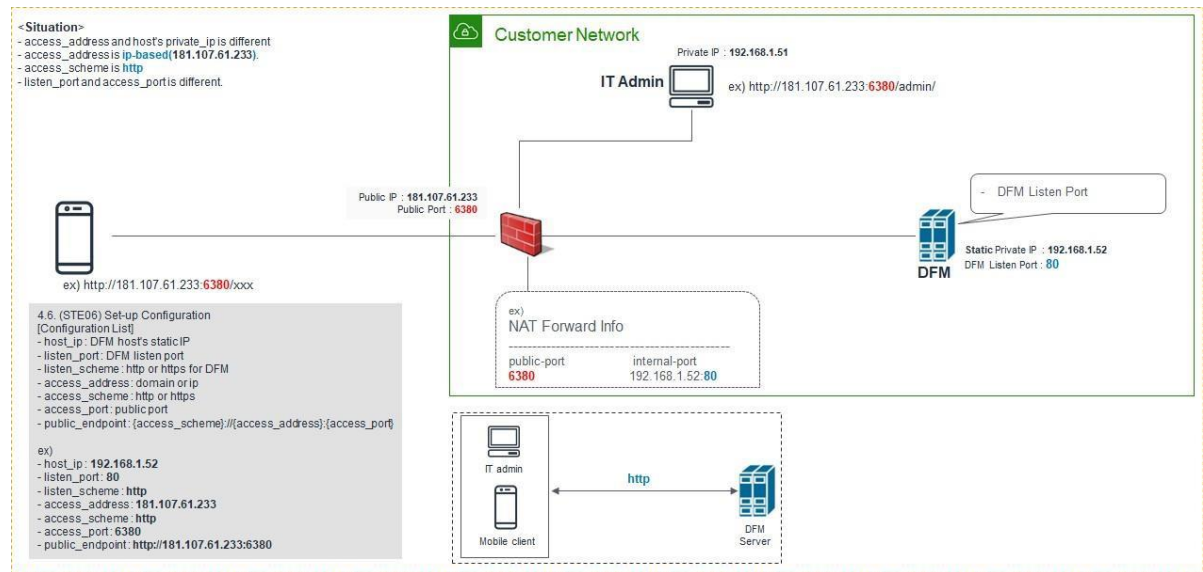 <Situation>
- access_address and host's private_ip is different
- access_address is ip-based(181.107.61.233).
- access_scheme is http
- listen_port and access_port is different.
Customer Network
Private IP : 192.168.1.51
IT Admin
ex) http://181.107.61.233:6380/admin/
Public IP : 181.107.61.233
Public Port : 6380
- DFM Listen Port
Static Private IP : 192.168.1.52
DFM Listen Port : 80
DFM
ex) http://181.107.61.233:6380/xxx
4.6. (STE06) Set-up Configuration
[Configuration List]
- host_ip : DFM host's static IP
- listen_port : DFM listen port
- listen_scheme : http or https for DFM
- access_address : domain or ip
- access_scheme : http or https
- access_port : public port
- public_endpoint : {access_scheme}://{access_address}:{access_port}
ex)
- host_ip : 192.168.1.52
- listen_port : 80
- listen_scheme : http
- access_address : 181.107.61.233
- access_scheme : http
- access_port : 6380
- public_endpoint : http://181.107.61.233:6380
ex)
NAT Forward Info
----------------------------------------------------
public-port internal-port
6380 192.168.1.52:80
IT admin
Mobile client
http
DFM
Server